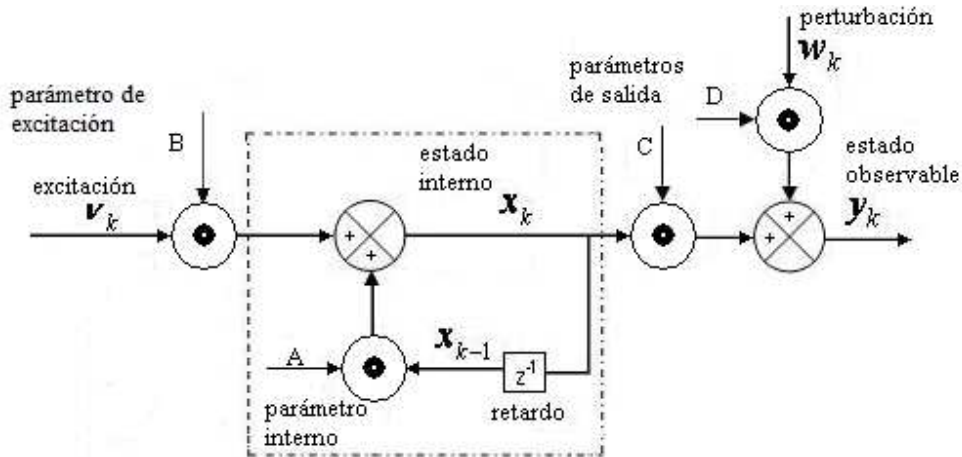 perturbación
w_k
parámetros
de salida
D
parámetro de
excitación
B
estado
interno
C
estado
observable
excitación
v_k
x_k
y_k
+
+
+
+
A
x_{k-1}
z^{-1}
parámetro
interno
retardo